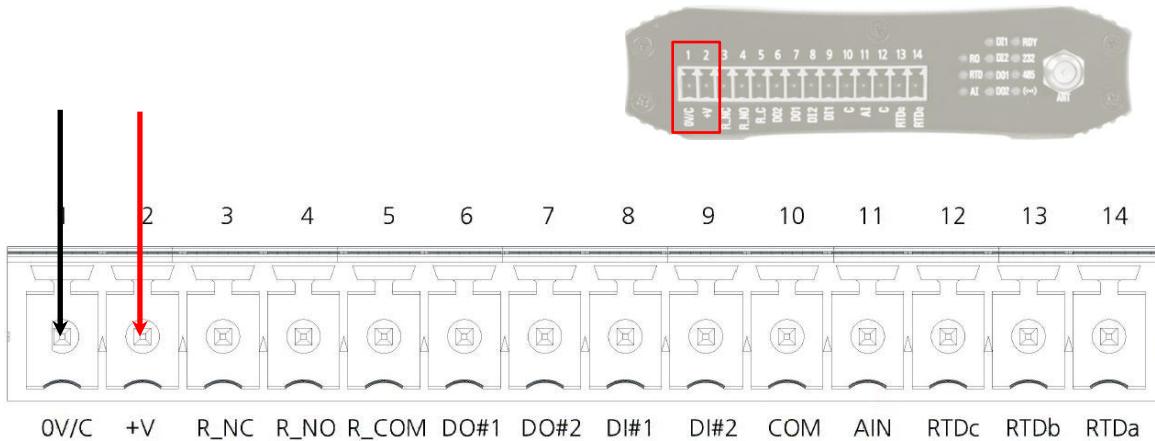 DI1 RDY
RO DI2 232
RTD DO1 485
AI DO2
ANT
1 2 3 4 5 6 7 8 9 10 11 12 13 14
0V/C +V R_NC R_NO R_C DO2 DO1 DI2 DI1 C AI C RTDc RTDc
1 2 3 4 5 6 7 8 9 10 11 12 13 14
0V/C +V R_NC R_NO R_COM DO#1 DO#2 DI#1 DI#2 COM AIN RTDc RTDb RTDa